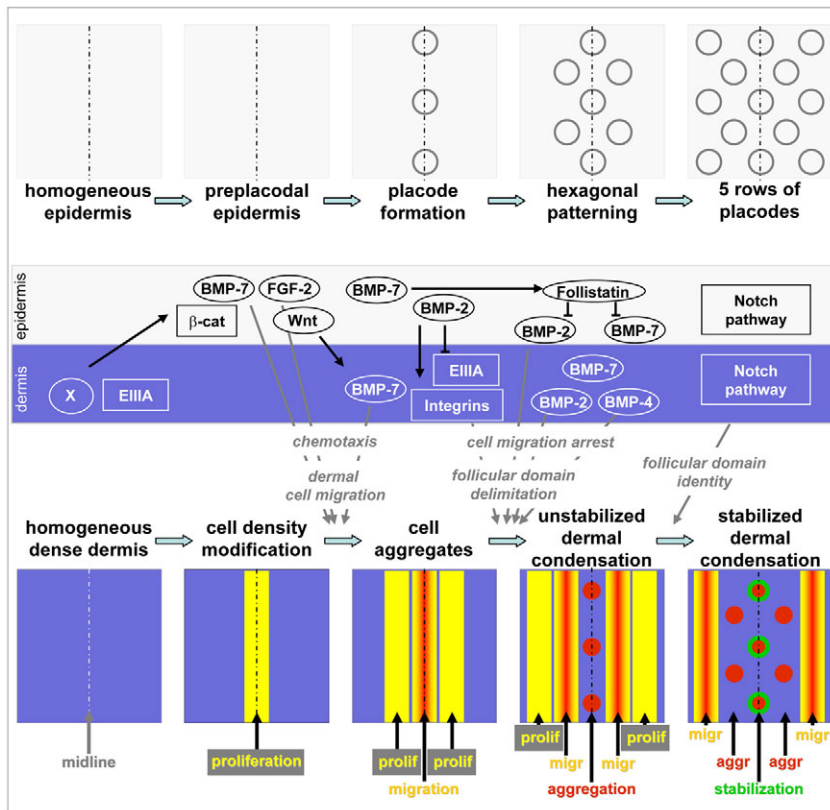 homogeneous
epidermis
preplacodal
epidermis
placode
formation
hexagonal
patterning
5 rows of
placodes
epidermis
BMP-7
FGF-2
β-cat
Wnt
BMP-7
BMP-2
Follistatin
BMP-2
BMP-7
Notch
pathway
dermis
X
EIIIA
BMP-7
EIIIA
Integrins
BMP-7
BMP-2
BMP-4
Notch
pathway
chemotaxis
dermal
cell migration
cell migration arrest
follicular domain
delimitation
follicular domain
identity
homogeneous
dense dermis
cell density
modification
cell
aggregates
unstabilized
dermal
condensation
stabilized
dermal
condensation
midline
proliferation
prolif
prolif
migration
prolif
migr
migr
prolif
aggregation
migr
migr
aggr
aggr
stabilization